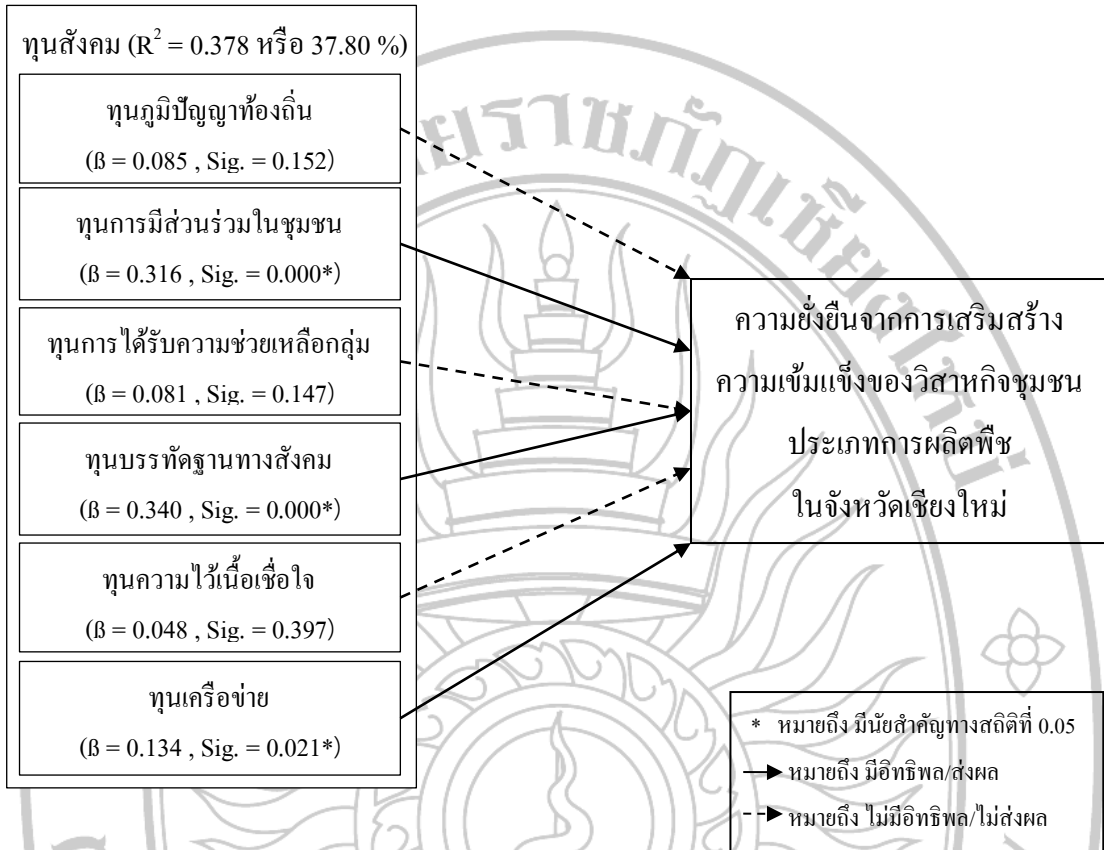 ทุนสังคม (R² = 0.378 หรือ 37.80 %)
ทุนภูมิปัญญาท้องถิ่น
(ß = 0.085 , Sig. = 0.152)
ทุนการมีส่วนร่วมในชุมชน
(ß = 0.316 , Sig. = 0.000*)
ทุนการได้รับความช่วยเหลือกลุ่ม
(ß = 0.081 , Sig. = 0.147)
ทุนบรรทัดฐานทางสังคม
(ß = 0.340 , Sig. = 0.000*)
ทุนความไว้เนื้อเชื่อใจ
(ß = 0.048 , Sig. = 0.397)
ทุนเครือข่าย
(ß = 0.134 , Sig. = 0.021*)
ความยั่งยืนจากการเสริมสร้าง
ความเข้มแข็งของวิสาหกิจชุมชน
ประเภทการผลิตพืช
ในจังหวัดเชียงใหม่
* หมายถึง มีนัยสำคัญทางสถิติที่ 0.05
หมายถึง มีอิทธิพล/ส่งผล
หมายถึง ไม่มีอิทธิพล/ไม่ส่งผล
ยราชภัฏเชียงใหม่